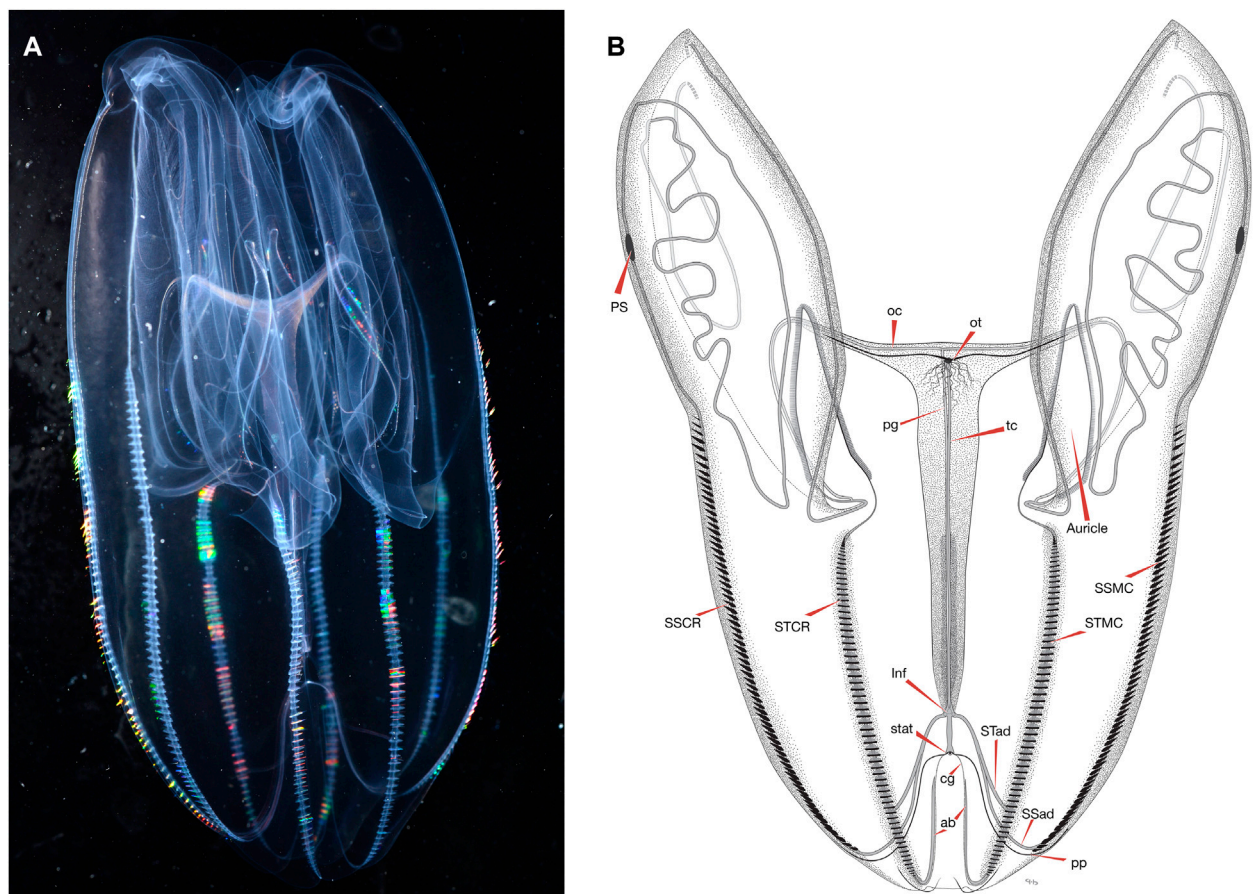 A
B
PS
oc
ot
pg
tc
Auricle
SSMC
SSCR
STCR
STMC
Inf
stat
STad
cg
ab
SSad
pp